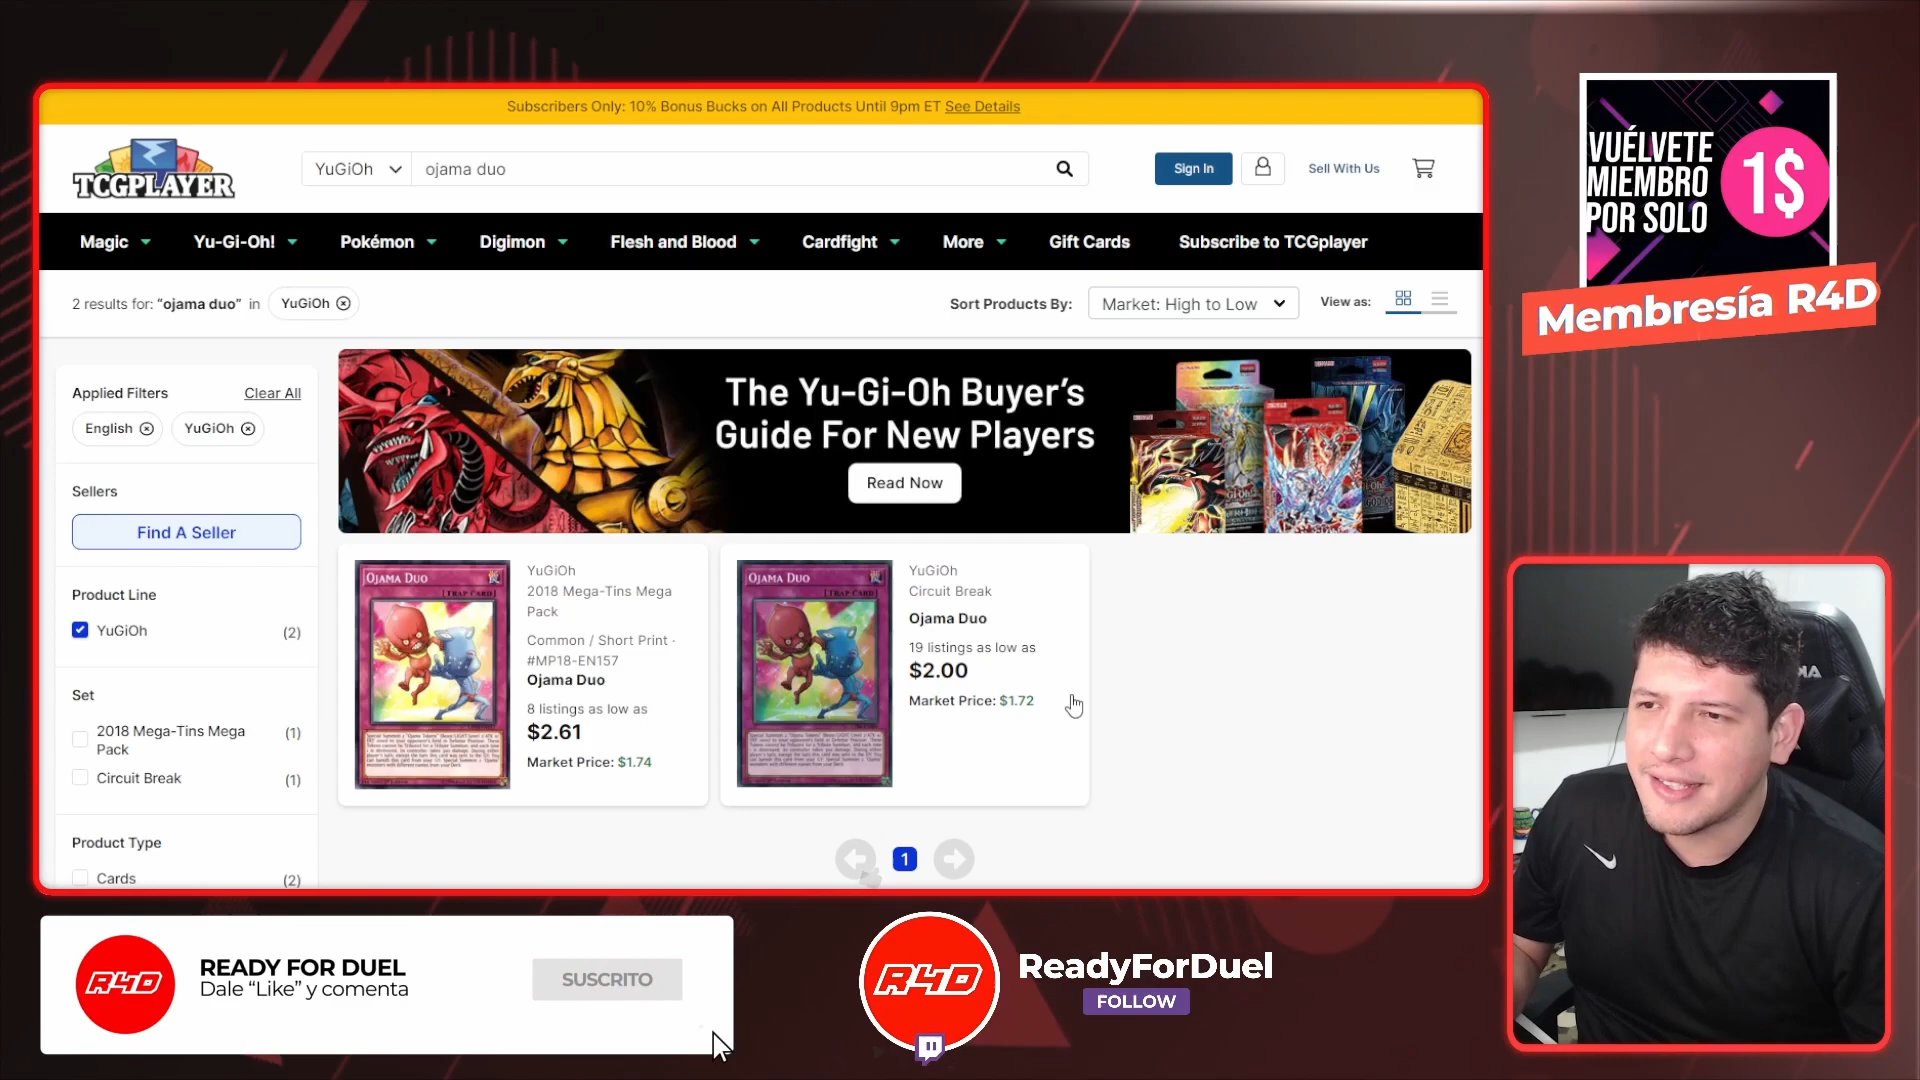 Subscribers Only: 10% Bonus Bucks on All Products Until 9pm ET See Details
TCGPLAYER
YuGiOh
ojama duo
Sign In
Sell With Us
Magic
Yu-Gi-Oh!
Pokémon
Digimon
Flesh and Blood
Cardfight
More
Gift Cards
Subscribe to TCGplayer
2 results for: “ojama duo” in YuGiOh
Sort Products By:
Market: High to Low
View as:
Applied Filters
Clear All
English
YuGiOh
Sellers
Find A Seller
Product Line
YuGiOh
(2)
Set
2018 Mega-Tins Mega
Pack
(1)
Circuit Break
(1)
Product Type
Cards
(2)
The Yu-Gi-Oh Buyer’s
Guide For New Players
Read Now
OJAMA DUO
[TRAP CARD]
YuGiOh
2018 Mega-Tins Mega
Pack
Common / Short Print ·
#MP18-EN157
Ojama Duo
8 listings as low as
$2.61
Market Price: $1.74
OJAMA DUO
[TRAP CARD]
YuGiOh
Circuit Break
Ojama Duo
19 listings as low as
$2.00
Market Price: $1.72
1
VUÉLVETE
MIEMBRO
POR SOLO
1$
Membresía R4D
R4D
READY FOR DUEL
Dale “Like” y comenta
SUSCRITO
R4D
ReadyForDuel
FOLLOW